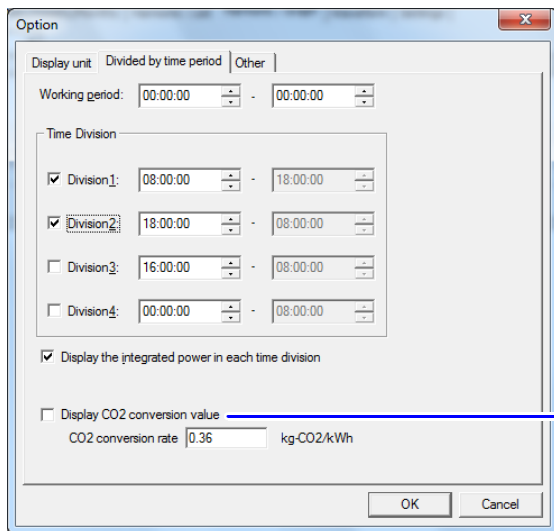 Option
Display unit Divided by time period Other
Working period: 00:00:00 - 00:00:00
Time Division
Division1: 08:00:00 - 18:00:00
Division2: 18:00:00 - 08:00:00
Division3: 16:00:00 - 08:00:00
Division4: 00:00:00 - 08:00:00
Display the integrated power in each time division
Display CO2 conversion value
CO2 conversion rate 0.36 kg-CO2/kWh
OK Cancel